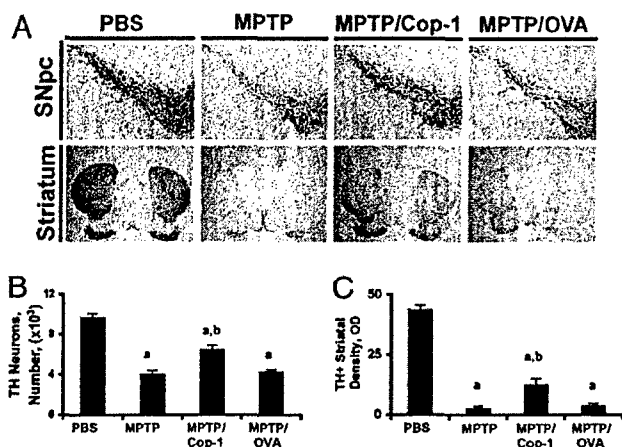 A
PBS MPTP MPTP/Cop-1 MPTP/OVA
SNpc
Striatum
B
TH Neurons,
Number, (x10³)
12
8
4
0
a
a,b
a
PBS MPTP MPTP/
Cop-1 MPTP/
OVA
C
TH+ Striatal
Density, OD
50
25
0
a
a,b
a
PBS MPTP MPTP/
Cop-1 MPTP/
OVA